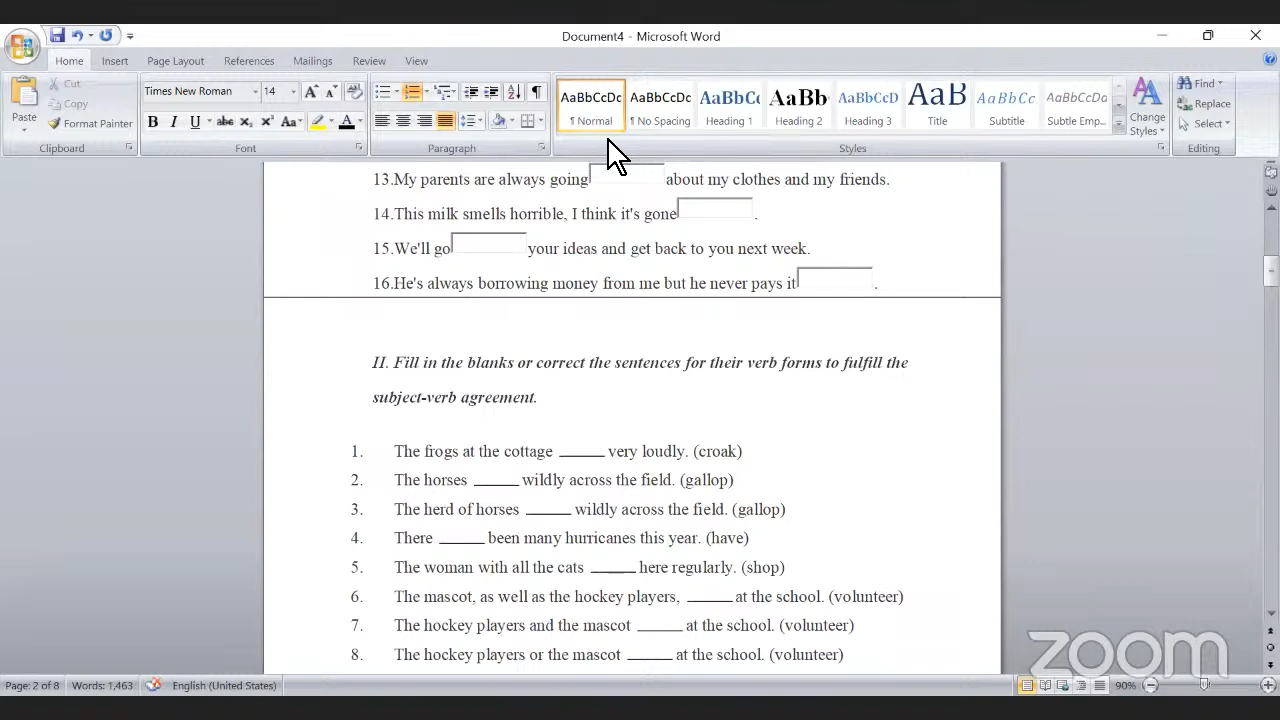 Document4 - Microsoft Word
Home Insert Page Layout References Mailings Review View
Paste
Cut
Copy
Format Painter
Clipboard
Times New Roman 14
Font
Paragraph
AaBbCcDc AaBbCcDc AaBbC AaBb AaBbCcD AaB AaBbCc AaBbCcDa
¶ Normal ¶ No Spacing Heading 1 Heading 2 Heading 3 Title Subtitle Subtle Emp...
Change Styles
Styles
Find
Replace
Select
Editing
13.My parents are always going about my clothes and my friends.
14.This milk smells horrible, I think it's gone .
15.We'll go your ideas and get back to you next week.
16.He's always borrowing money from me but he never pays it .
II. Fill in the blanks or correct the sentences for their verb forms to fulfill the
subject-verb agreement.
1. The frogs at the cottage _____ very loudly. (croak)
2. The horses _____ wildly across the field. (gallop)
3. The herd of horses _____ wildly across the field. (gallop)
4. There _____ been many hurricanes this year. (have)
5. The woman with all the cats _____ here regularly. (shop)
6. The mascot, as well as the hockey players, _____ at the school. (volunteer)
7. The hockey players and the mascot _____ at the school. (volunteer)
8. The hockey players or the mascot _____ at the school. (volunteer)
zoom
Page: 2 of 8 Words: 1,463 English (United States) 90%